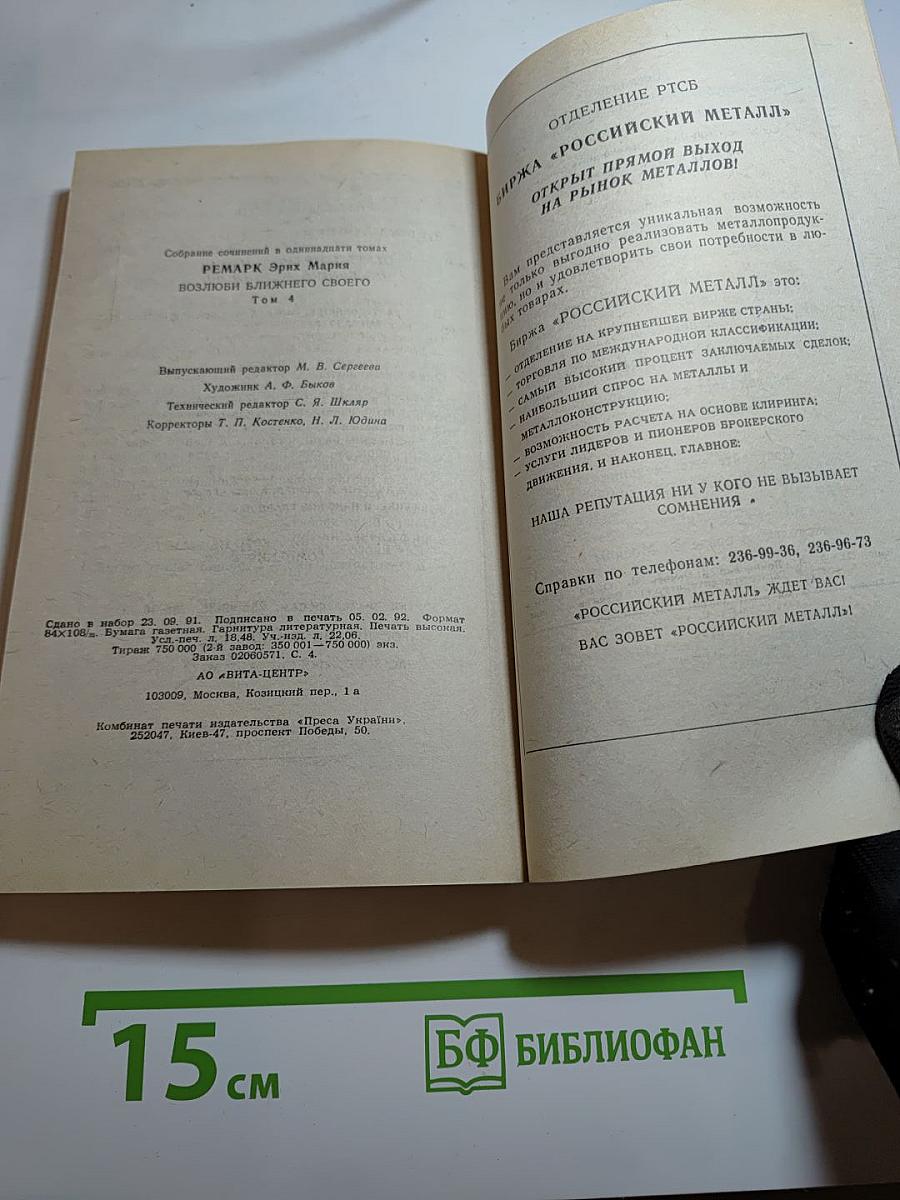 Собрание сочинений в одиннадцати томах
РЕМАРК Эрих Мария
ВОЗЛЮБИ БЛИЖНЕГО СВОЕГО
Том 4
Выпускающий редактор М. В. Сергеева
Художник А. Ф. Быков
Технический редактор С. Я. Шкляр
Корректоры Т. П. Костенко, Н. Л. Юдина
Сдано в набор 23. 09. 91. Подписано в печать 05. 02. 92. Формат
84×108/32. Бумага газетная. Гарнитура литературная. Печать высокая.
Усл.-печ. л. 18,48. Уч.-изд. л. 22,06.
Тираж 750 000 (2-й завод: 350 001—750 000) экз.
Заказ 02060571. С. 4.
АО «ВИТА-ЦЕНТР»
103009, Москва, Козицкий пер., 1 а
Комбинат печати издательства «Преса України».
252047, Киев-47, проспект Победы, 50.
ОТДЕЛЕНИЕ РТСБ
БИРЖА «РОССИЙСКИЙ МЕТАЛЛ»
ОТКРЫТ ПРЯМОЙ ВЫХОД
НА РЫНОК МЕТАЛЛОВ!
Вам представляется уникальная возможность
не только выгодно реализовать металлопродук-
цию, но и удовлетворить свои потребности в лю-
бых товарах.
Биржа «РОССИЙСКИЙ МЕТАЛЛ» это:
— ОТДЕЛЕНИЕ НА КРУПНЕЙШЕЙ БИРЖЕ СТРАНЫ;
— ТОРГОВЛЯ ПО МЕЖДУНАРОДНОЙ КЛАССИФИКАЦИИ;
— САМЫЙ ВЫСОКИЙ ПРОЦЕНТ ЗАКЛЮЧАЕМЫХ СДЕЛОК;
— НАИБОЛЬШИЙ СПРОС НА МЕТАЛЛЫ И
МЕТАЛЛОКОНСТРУКЦИЮ;
— ВОЗМОЖНОСТЬ РАСЧЕТА НА ОСНОВЕ КЛИРИНГА;
— УСЛУГИ ЛИДЕРОВ И ПИОНЕРОВ БРОКЕРСКОГО
ДВИЖЕНИЯ. И НАКОНЕЦ, ГЛАВНОЕ:
НАША РЕПУТАЦИЯ НИ У КОГО НЕ ВЫЗЫВАЕТ
СОМНЕНИЯ
Справки по телефонам: 236-99-36, 236-96-73
«РОССИЙСКИЙ МЕТАЛЛ» ЖДЕТ ВАС!
ВАС ЗОВЕТ «РОССИЙСКИЙ МЕТАЛЛ»!
15 см
БФ БИБЛИОФАН